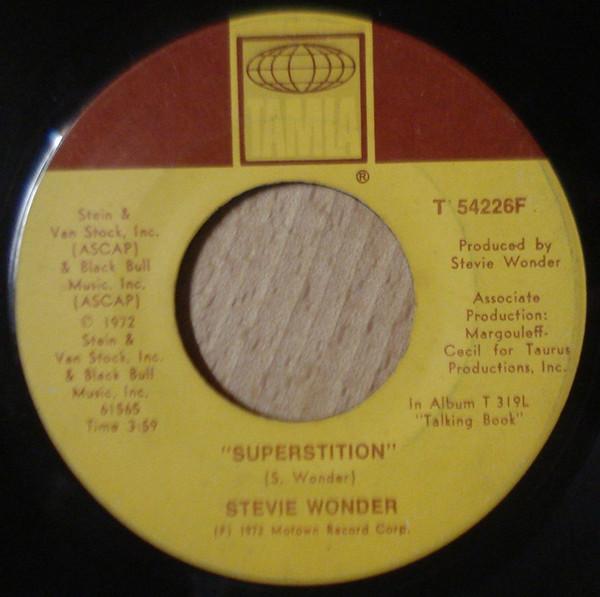 TAMLA
®
T 54226F
Stein &
Van Stock, Inc.
(ASCAP)
& Black Bull
Music, Inc.
(ASCAP)
© 1972
Stein &
Van Stock, Inc.
& Black Bull
Music, Inc.
61565
Time 3:59
Produced by
Stevie Wonder
Associate
Production:
Margouleff-
Cecil for Taurus
Productions, Inc.
In Album T 319L
"Talking Book"
"SUPERSTITION"
(S. Wonder)
STEVIE WONDER
(P) 1972 Motown Record Corp.